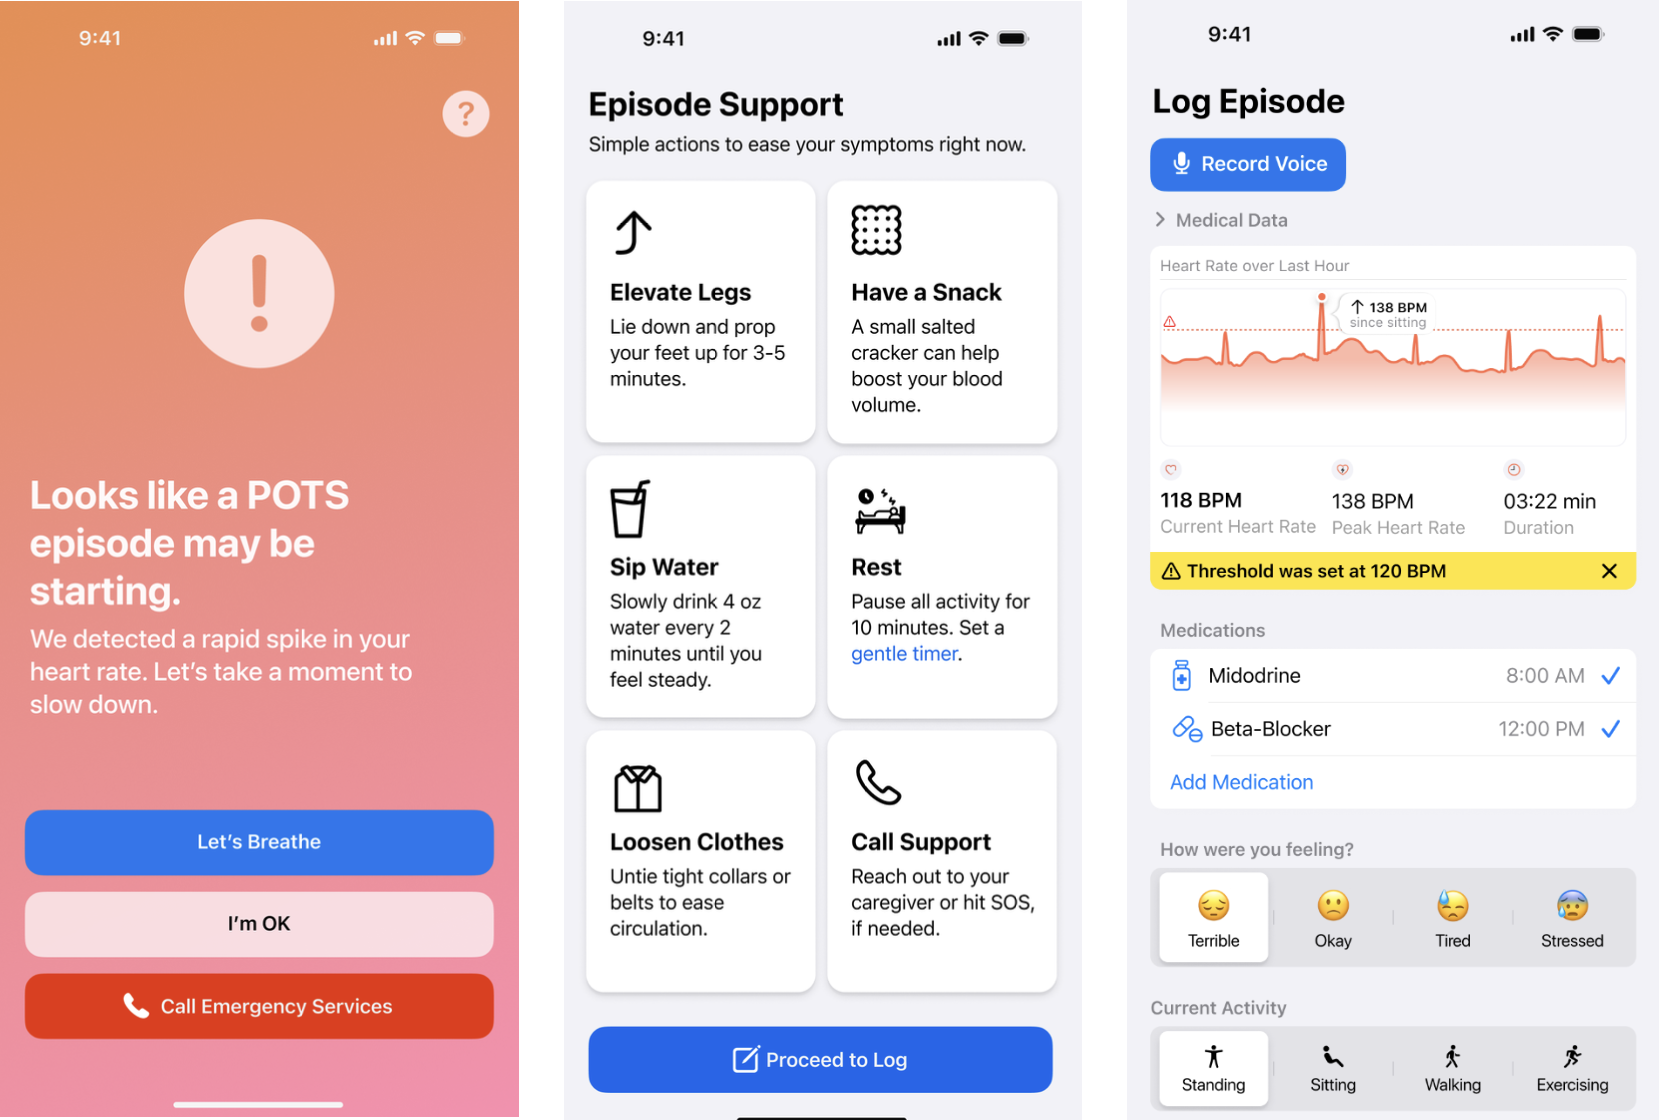 9:41
?
!
Looks like a POTS
episode may be
starting.
We detected a rapid spike in your
heart rate. Let's take a moment to
slow down.
Let's Breathe
I'm OK
Call Emergency Services
9:41
Episode Support
Simple actions to ease your symptoms right now.
Elevate Legs
Lie down and prop
your feet up for 3-5
minutes.
Have a Snack
A small salted
cracker can help
boost your blood
volume.
Sip Water
Slowly drink 4 oz
water every 2
minutes until you
feel steady.
Rest
Pause all activity for
10 minutes. Set a
gentle timer.
Loosen Clothes
Untie tight collars or
belts to ease
circulation.
Call Support
Reach out to your
caregiver or hit SOS,
if needed.
Proceed to Log
9:41
Log Episode
Record Voice
Medical Data
Heart Rate over Last Hour
138 BPM
since sitting
118 BPM
Current Heart Rate
138 BPM
Peak Heart Rate
03:22 min
Duration
Threshold was set at 120 BPM
Medications
Midodrine 8:00 AM
Beta-Blocker 12:00 PM
Add Medication
How were you feeling?
Terrible Okay Tired Stressed
Current Activity
Standing Sitting Walking Exercising